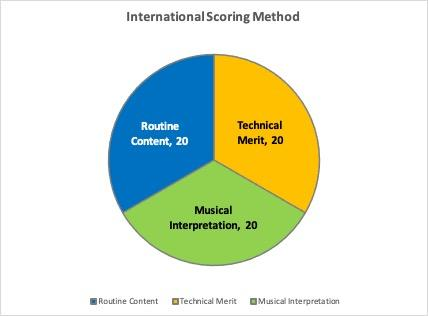 International Scoring Method
Routine
Content, 20
Technical
Merit, 20
Musical
Interpretation, 20
Routine Content
Technical Merit
Musical Interpretation